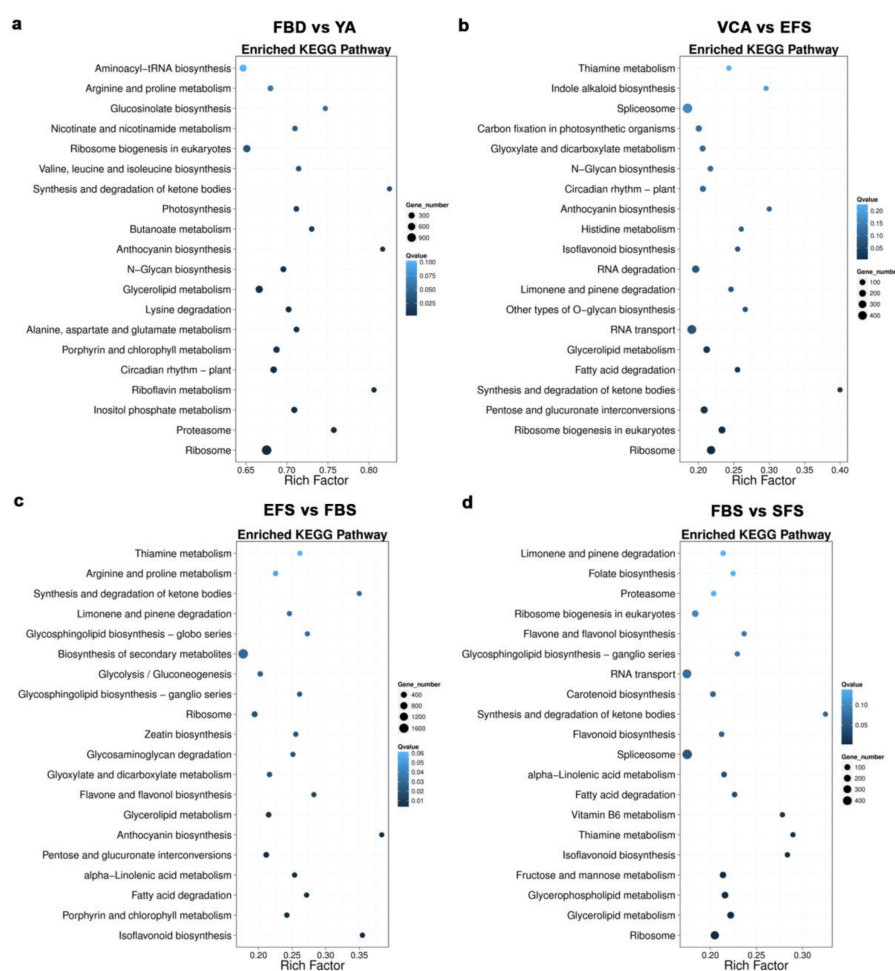 a
FBD vs YA
Enriched KEGG Pathway
Aminoacyl−tRNA biosynthesis
Arginine and proline metabolism
Glucosinolate biosynthesis
Nicotinate and nicotinamide metabolism
Ribosome biogenesis in eukaryotes
Valine, leucine and isoleucine biosynthesis
Synthesis and degradation of ketone bodies
Photosynthesis
Butanoate metabolism
Anthocyanin biosynthesis
N−Glycan biosynthesis
Glycerolipid metabolism
Lysine degradation
Alanine, aspartate and glutamate metabolism
Porphyrin and chlorophyll metabolism
Circadian rhythm − plant
Riboflavin metabolism
Inositol phosphate metabolism
Proteasome
Ribosome
0.65 0.70 0.75 0.80
Rich Factor
Gene_number
300
600
900
Qvalue
0.100
0.075
0.050
0.025
b
VCA vs EFS
Enriched KEGG Pathway
Thiamine metabolism
Indole alkaloid biosynthesis
Spliceosome
Carbon fixation in photosynthetic organisms
Glyoxylate and dicarboxylate metabolism
N−Glycan biosynthesis
Circadian rhythm − plant
Anthocyanin biosynthesis
Histidine metabolism
Isoflavonoid biosynthesis
RNA degradation
Limonene and pinene degradation
Other types of O−glycan biosynthesis
RNA transport
Glycerolipid metabolism
Fatty acid degradation
Synthesis and degradation of ketone bodies
Pentose and glucuronate interconversions
Ribosome biogenesis in eukaryotes
Ribosome
0.20 0.25 0.30 0.35 0.40
Rich Factor
Qvalue
0.20
0.15
0.10
0.05
Gene_number
100
200
300
400
c
EFS vs FBS
Enriched KEGG Pathway
Thiamine metabolism
Arginine and proline metabolism
Synthesis and degradation of ketone bodies
Limonene and pinene degradation
Glycosphingolipid biosynthesis − globo series
Biosynthesis of secondary metabolites
Glycolysis / Gluconeogenesis
Glycosphingolipid biosynthesis − ganglio series
Ribosome
Zeatin biosynthesis
Glycosaminoglycan degradation
Glyoxylate and dicarboxylate metabolism
Flavone and flavonol biosynthesis
Glycerolipid metabolism
Anthocyanin biosynthesis
Pentose and glucuronate interconversions
alpha−Linolenic acid metabolism
Fatty acid degradation
Porphyrin and chlorophyll metabolism
Isoflavonoid biosynthesis
0.20 0.25 0.30 0.35
Rich Factor
Gene_number
400
800
1200
1600
Qvalue
0.06
0.05
0.04
0.03
0.02
0.01
d
FBS vs SFS
Enriched KEGG Pathway
Limonene and pinene degradation
Folate biosynthesis
Proteasome
Ribosome biogenesis in eukaryotes
Flavone and flavonol biosynthesis
Glycosphingolipid biosynthesis − ganglio series
RNA transport
Carotenoid biosynthesis
Synthesis and degradation of ketone bodies
Flavonoid biosynthesis
Spliceosome
alpha−Linolenic acid metabolism
Fatty acid degradation
Vitamin B6 metabolism
Thiamine metabolism
Isoflavonoid biosynthesis
Fructose and mannose metabolism
Glycerophospholipid metabolism
Glycerolipid metabolism
Ribosome
0.20 0.25 0.30
Rich Factor
Qvalue
0.10
0.05
Gene_number
100
200
300
400